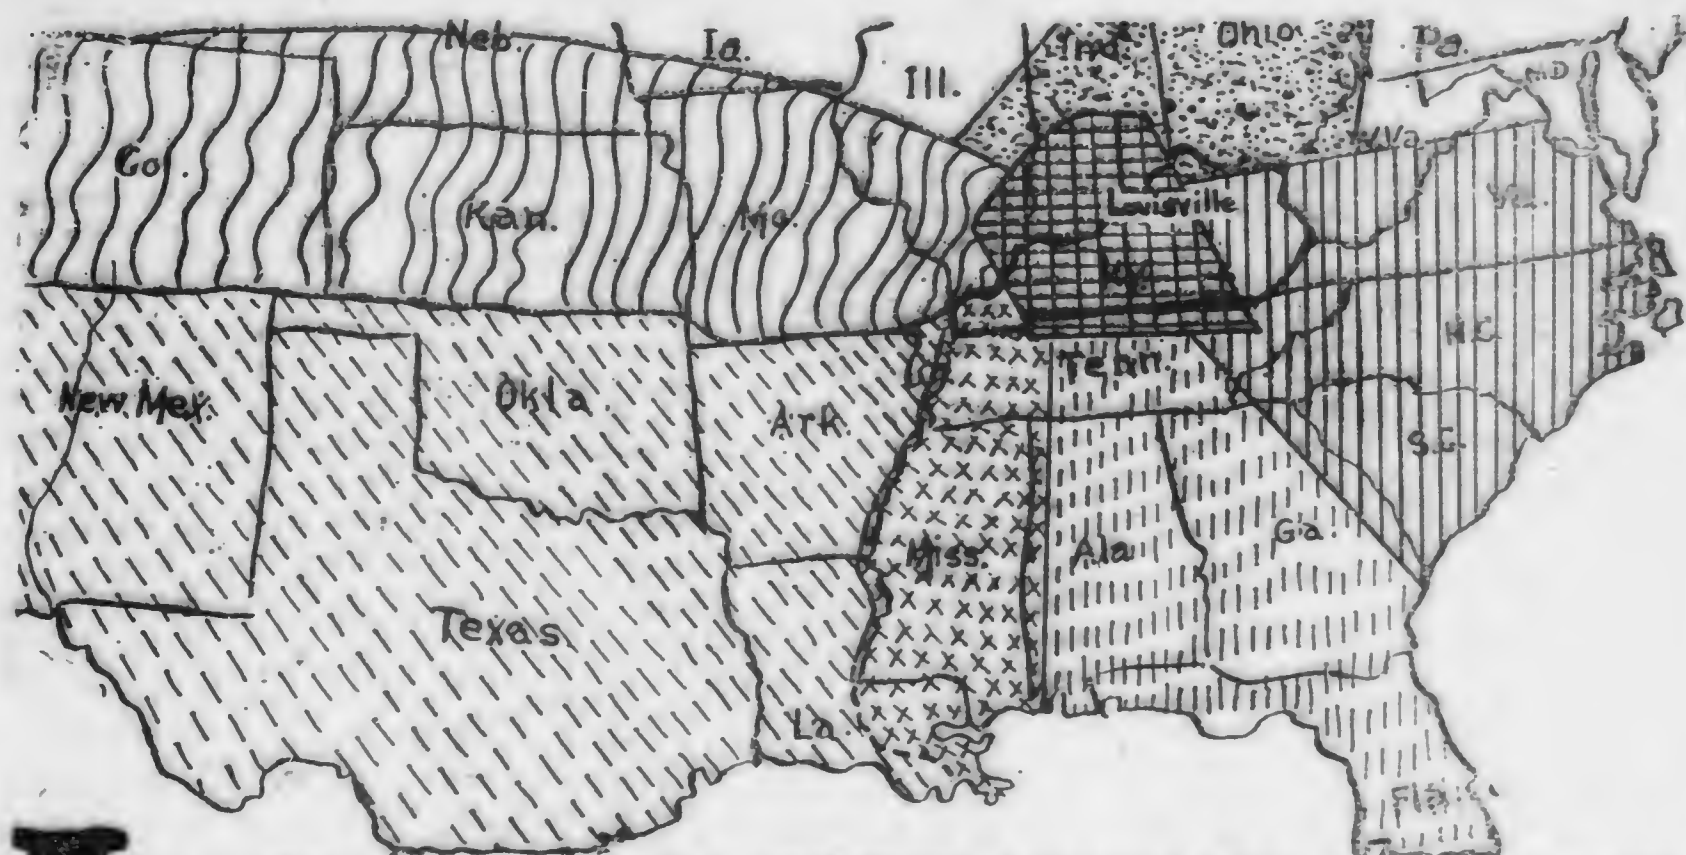 Neb.
Ia.
Ill.
Ind.
Ohio
Pa.
MD
W.Va.
Co.
Kan.
Mo.
Louisville
Va.
Ky.
N.C.
New Mex.
Okla.
Ark.
Tenn.
S.C.
Miss.
Ala
Ga.
Texas
La.
Fla.